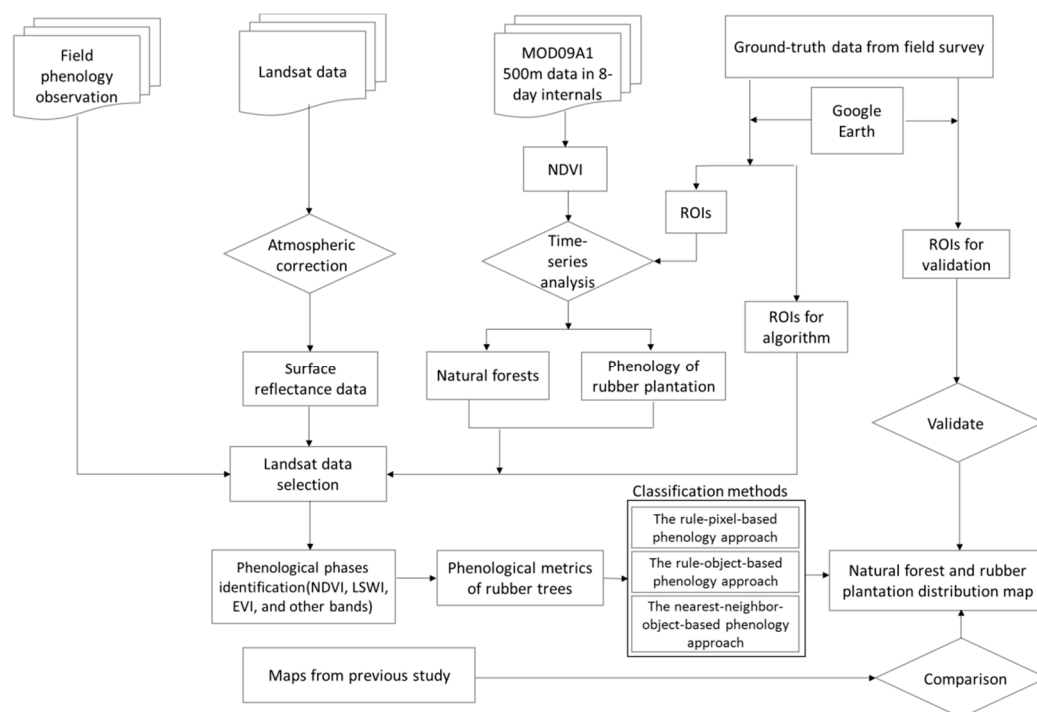 Field
phenology
observation
Landsat data
MOD09A1
500m data in 8-
day internals
Ground-truth data from field survey
Google
Earth
NDVI
ROIs
Atmospheric
correction
Time-
series
analysis
ROIs for
validation
ROIs for
algorithm
Surface
reflectance data
Natural forests
Phenology of
rubber plantation
Validate
Landsat data
selection
Classification methods
The rule-pixel-based
phenology approach
The rule-object-based
phenology approach
The nearest-neighbor-
object-based phenology
approach
Phenological phases
identification(NDVI, LSWI,
EVI, and other bands)
Phenological metrics
of rubber trees
Natural forest and rubber
plantation distribution map
Maps from previous study
Comparison